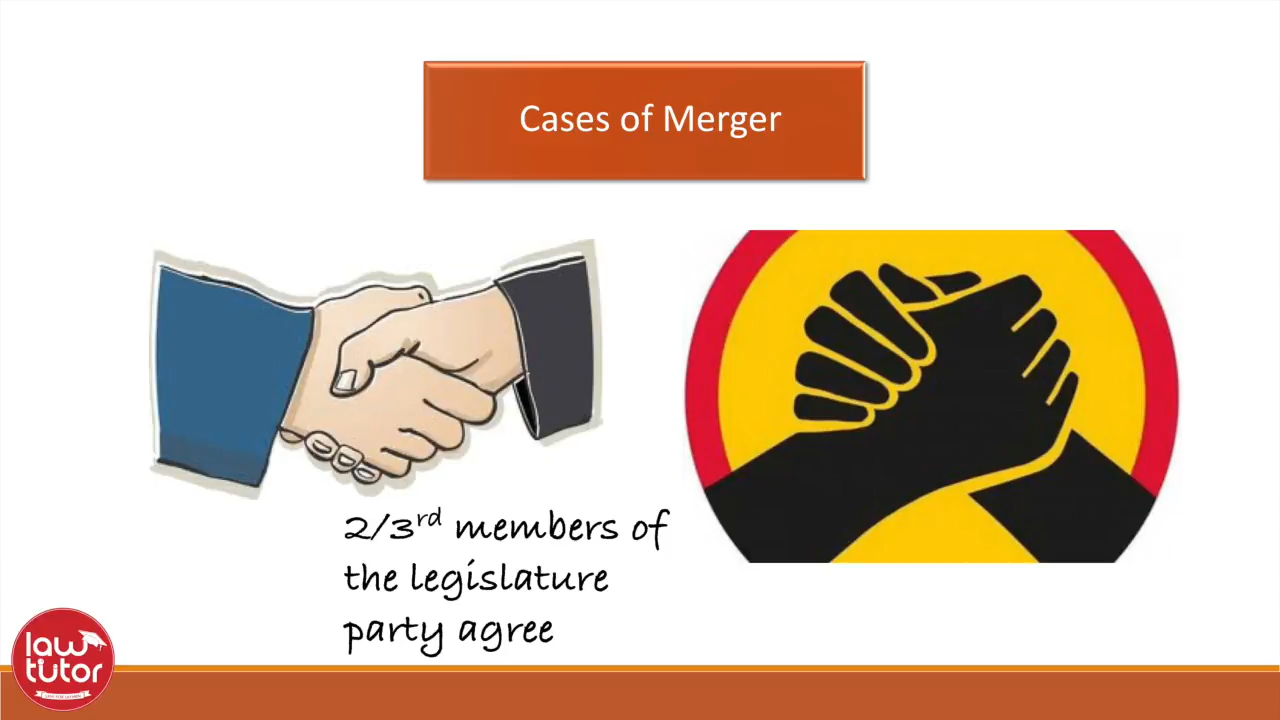 Cases of Merger
2/3rd members of
the legislature
party agree
law
tutor